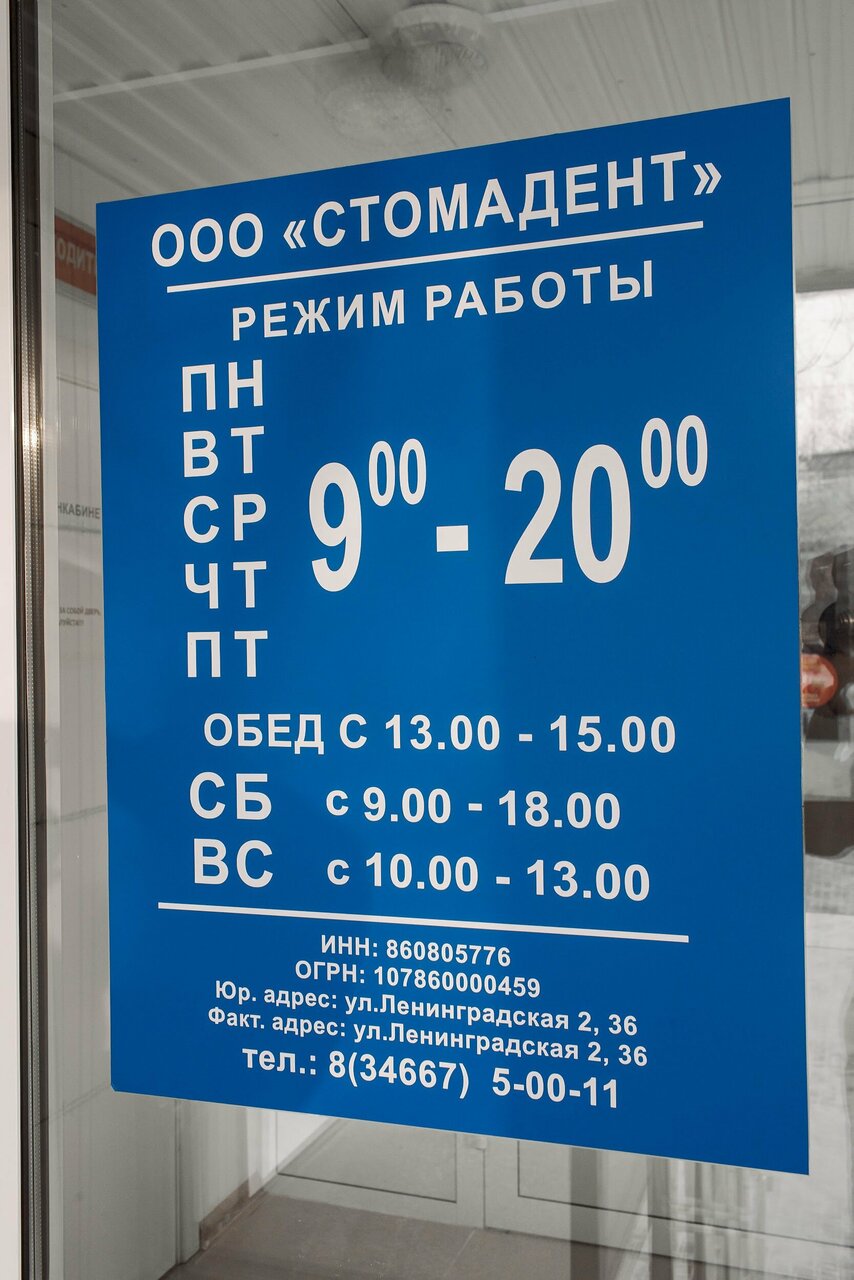 ООО «СТОМАДЕНТ»
РЕЖИМ РАБОТЫ
ПН
ВТ
СР
ЧТ
ПТ
9⁰⁰ - 20⁰⁰
ОБЕД С 13.00 - 15.00
СБ с 9.00 - 18.00
ВС с 10.00 - 13.00
ИНН: 860805776
ОГРН: 107860000459
Юр. адрес: ул.Ленинградская 2, 36
Факт. адрес: ул.Ленинградская 2, 36
тел.: 8(34667) 5-00-11